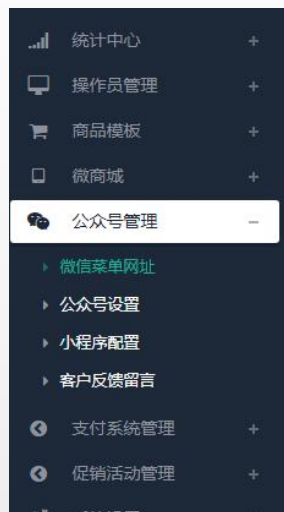 统计中心 +
操作员管理 +
商品模板 +
微商城 +
公众号管理 −
微信菜单网址
公众号设置
小程序配置
客户反馈留言
支付系统管理 +
促销活动管理 +